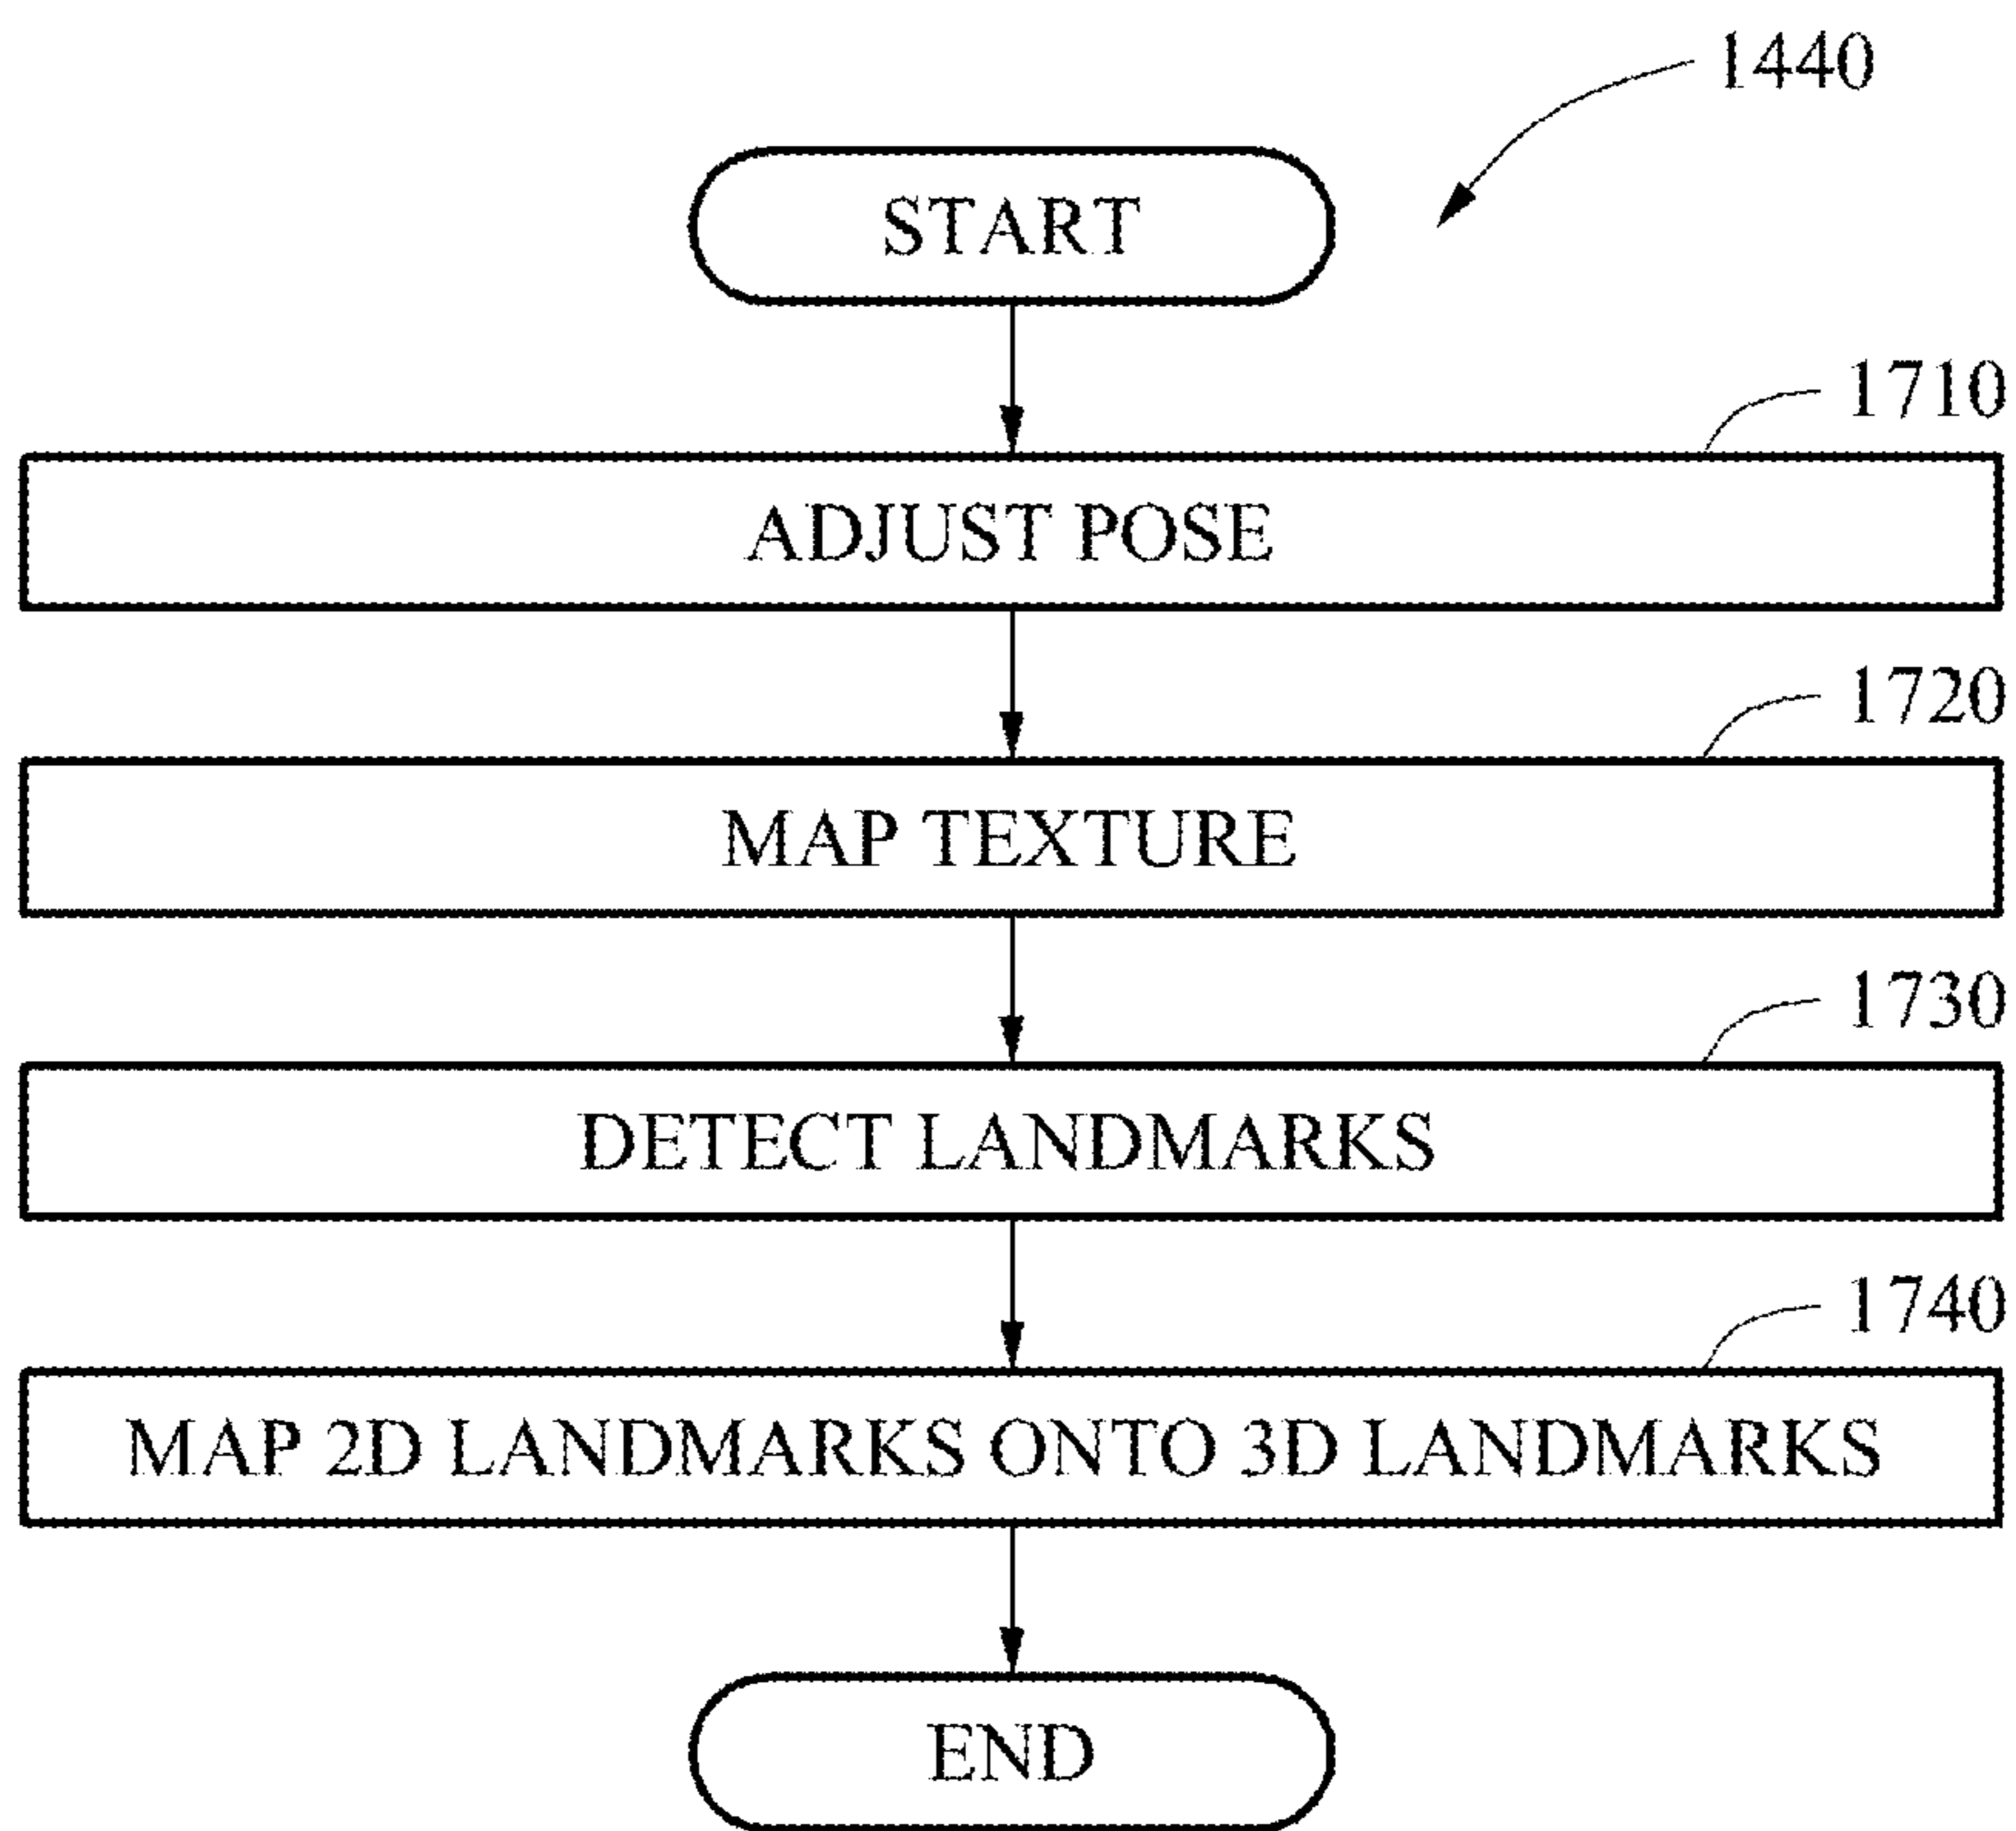 1440
START
1710
ADJUST POSE
1720
MAP TEXTURE
1730
DETECT LANDMARKS
1740
MAP 2D LANDMARKS ONTO 3D LANDMARKS
END